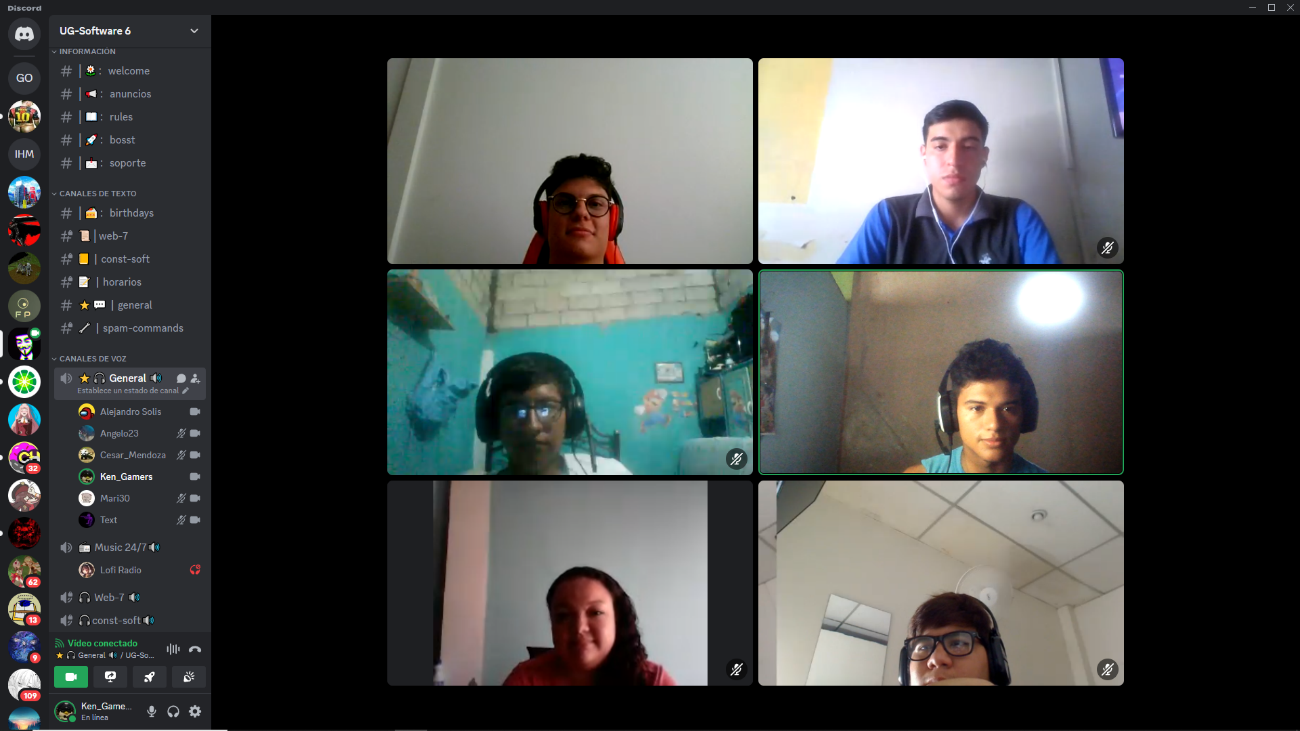 Discord
UG-Software 6
INFORMACIÓN
# | : welcome
# | : anuncios
# | : rules
# | : bosst
# | : soporte
CANALES DE TEXTO
# | : birthdays
# | web-7
# | const-soft
# | horarios
# | general
# | spam-commands
CANALES DE VOZ
General
Establece un estado de canal
Alejandro Solis
Angelo23
Cesar_Mendoza
Ken_Gamers
Mari30
Text
Music 24/7
Lofi Radio
Web-7
const-soft
Video conectado
General / UG-So...
Ken_Game...
En línea
GO
10
IHM
FP
CH
32
62
13
9
109